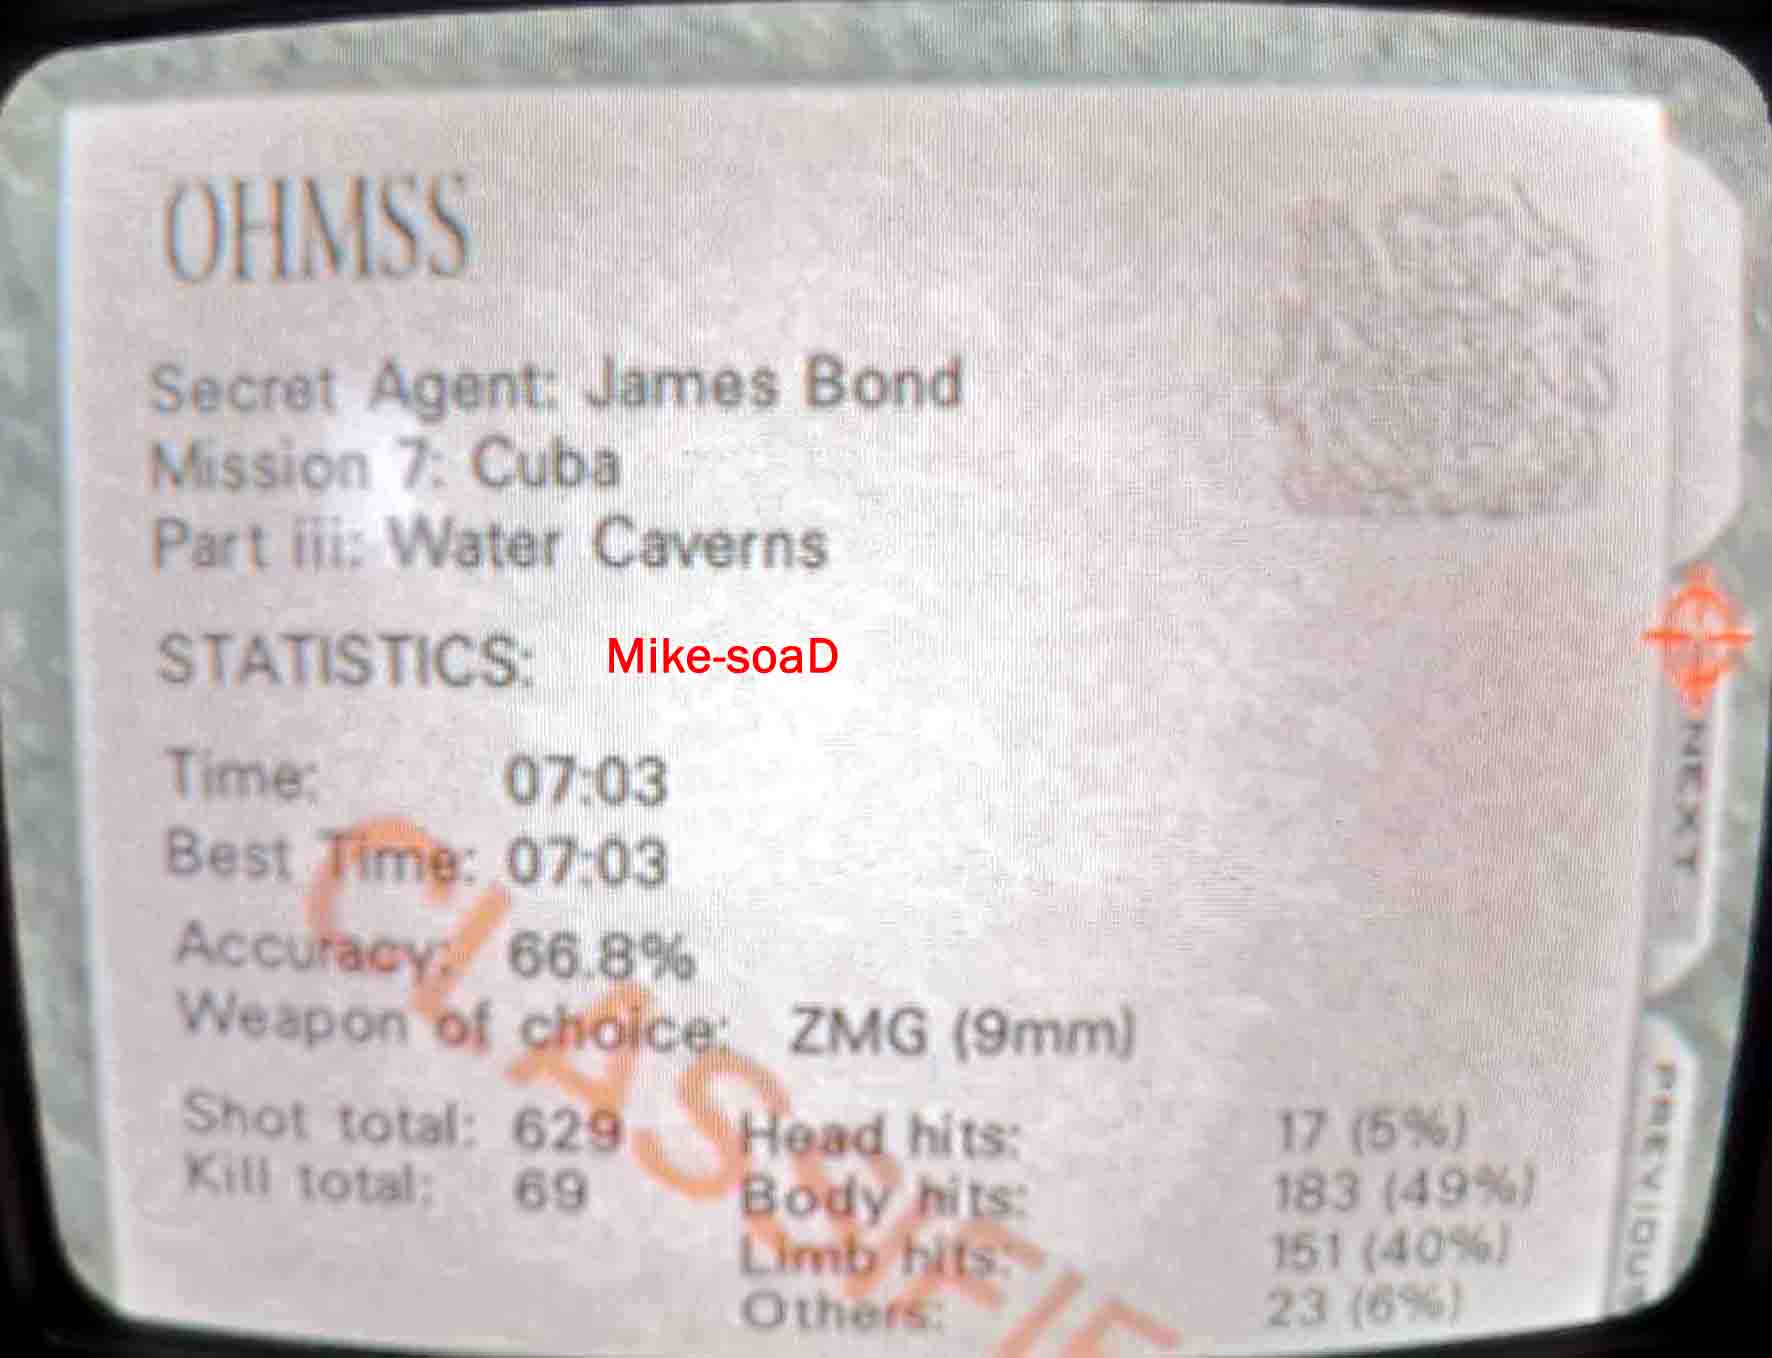 OHMSS
Secret Agent: James Bond
Mission 7: Cuba
Part iii: Water Caverns
STATISTICS: Mike-soaD
Time: 07:03
Best Time: 07:03
Accuracy: 66.8%
Weapon of choice: ZMG (9mm)
Shot total: 629 Head hits: 17 (5%)
Kill total: 69 Body hits: 183 (49%)
Limb hits: 151 (40%)
Others: 23 (6%)
CLASSIFIE
NEXT
PREVIOUS